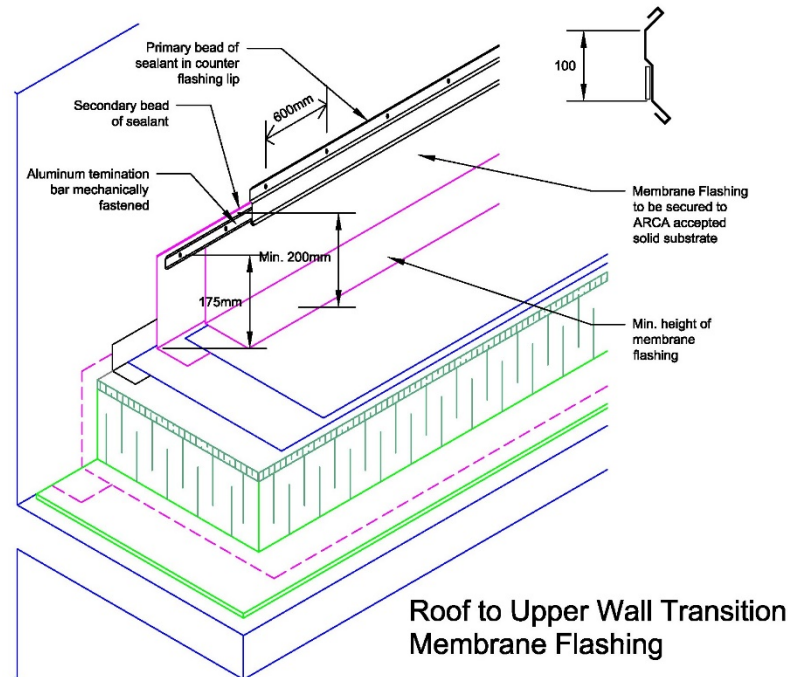 Primary bead of
sealant in counter
flashing lip
100
600mm
Secondary bead
of sealant
Aluminum temination
bar mechanically
fastened
Membrane Flashing
to be secured to
ARCA accepted
solid substrate
Min. 200mm
175mm
Min. height of
membrane
flashing
Roof to Upper Wall Transition
Membrane Flashing